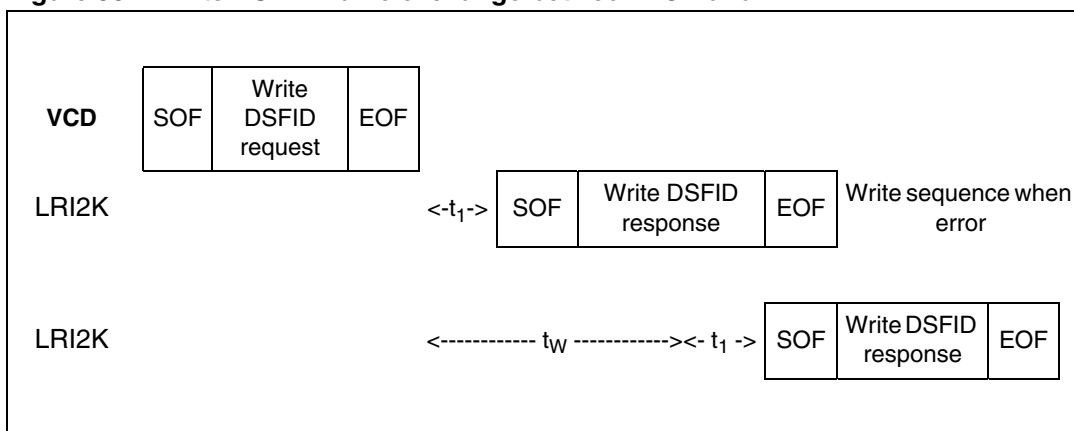 VCD SOF Write DSFID request EOF
LRI2K <-t1-> SOF Write DSFID response EOF Write sequence when error
LRI2K <------------ tW ------------><- t1 -> SOF Write DSFID response EOF